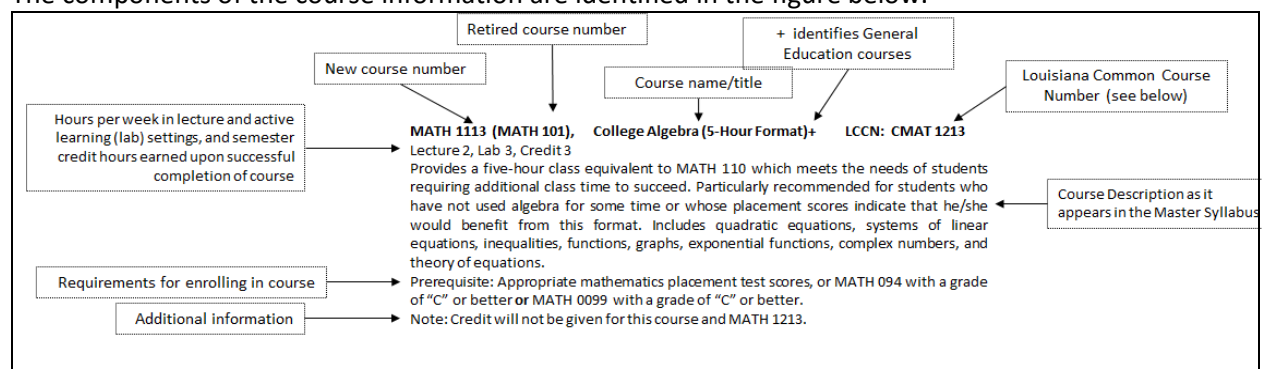 The components of the course information are identified in the figure below.
Retired course number
+ identifies General
Education courses
New course number
Course name/title
Louisiana Common Course
Number (see below)
Hours per week in lecture and active
learning (lab) settings, and semester
credit hours earned upon successful
completion of course
MATH 1113 (MATH 101), College Algebra (5-Hour Format)+ LCCN: CMAT 1213
Lecture 2, Lab 3, Credit 3
Provides a five-hour class equivalent to MATH 110 which meets the needs of students
requiring additional class time to succeed. Particularly recommended for students who
have not used algebra for some time or whose placement scores indicate that he/she
would benefit from this format. Includes quadratic equations, systems of linear
equations, inequalities, functions, graphs, exponential functions, complex numbers, and
theory of equations.
Course Description as it
appears in the Master Syllabus
Requirements for enrolling in course
Prerequisite: Appropriate mathematics placement test scores, or MATH 094 with a grade
of "C" or better or MATH 0099 with a grade of "C" or better.
Additional information
Note: Credit will not be given for this course and MATH 1213.